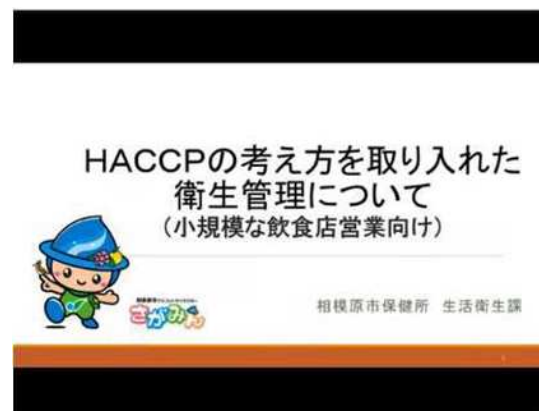 HACCPの考え方を取り入れた
衛生管理について
(小規模な飲食店営業向け)
さがみん
相模原市保健所 生活衛生課